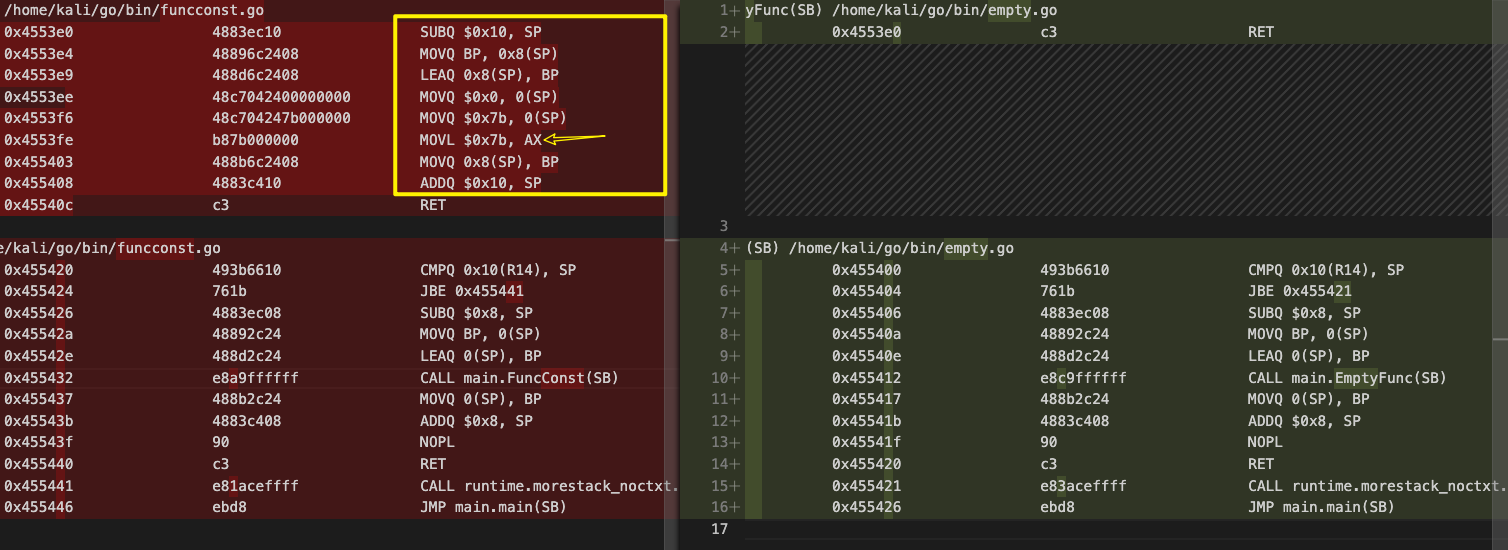 /home/kali/go/bin/funcconst.go
0x4553e0 4883ec10 SUBQ $0x10, SP
0x4553e4 48896c2408 MOVQ BP, 0x8(SP)
0x4553e9 488d6c2408 LEAQ 0x8(SP), BP
0x4553ee 48c7042400000000 MOVQ $0x0, 0(SP)
0x4553f6 48c704247b000000 MOVQ $0x7b, 0(SP)
0x4553fe b87b000000 MOVL $0x7b, AX
0x455403 488b6c2408 MOVQ 0x8(SP), BP
0x455408 4883c410 ADDQ $0x10, SP
0x45540c c3 RET
e/kali/go/bin/funcconst.go
0x455420 493b6610 CMPQ 0x10(R14), SP
0x455424 761b JBE 0x455441
0x455426 4883ec08 SUBQ $0x8, SP
0x45542a 48892c24 MOVQ BP, 0(SP)
0x45542e 488d2c24 LEAQ 0(SP), BP
0x455432 e8a9ffffff CALL main.FuncConst(SB)
0x455437 488b2c24 MOVQ 0(SP), BP
0x45543b 4883c408 ADDQ $0x8, SP
0x45543f 90 NOPL
0x455440 c3 RET
0x455441 e81aceffff CALL runtime.morestack_noctxt.
0x455446 ebd8 JMP main.main(SB)
1+ yFunc(SB) /home/kali/go/bin/empty.go
2+ 0x4553e0 c3 RET
3
4+ (SB) /home/kali/go/bin/empty.go
5+ 0x455400 493b6610 CMPQ 0x10(R14), SP
6+ 0x455404 761b JBE 0x455421
7+ 0x455406 4883ec08 SUBQ $0x8, SP
8+ 0x45540a 48892c24 MOVQ BP, 0(SP)
9+ 0x45540e 488d2c24 LEAQ 0(SP), BP
10+ 0x455412 e8c9ffffff CALL main.EmptyFunc(SB)
11+ 0x455417 488b2c24 MOVQ 0(SP), BP
12+ 0x45541b 4883c408 ADDQ $0x8, SP
13+ 0x45541f 90 NOPL
14+ 0x455420 c3 RET
15+ 0x455421 e83aceffff CALL runtime.morestack_noctxt.
16+ 0x455426 ebd8 JMP main.main(SB)
17